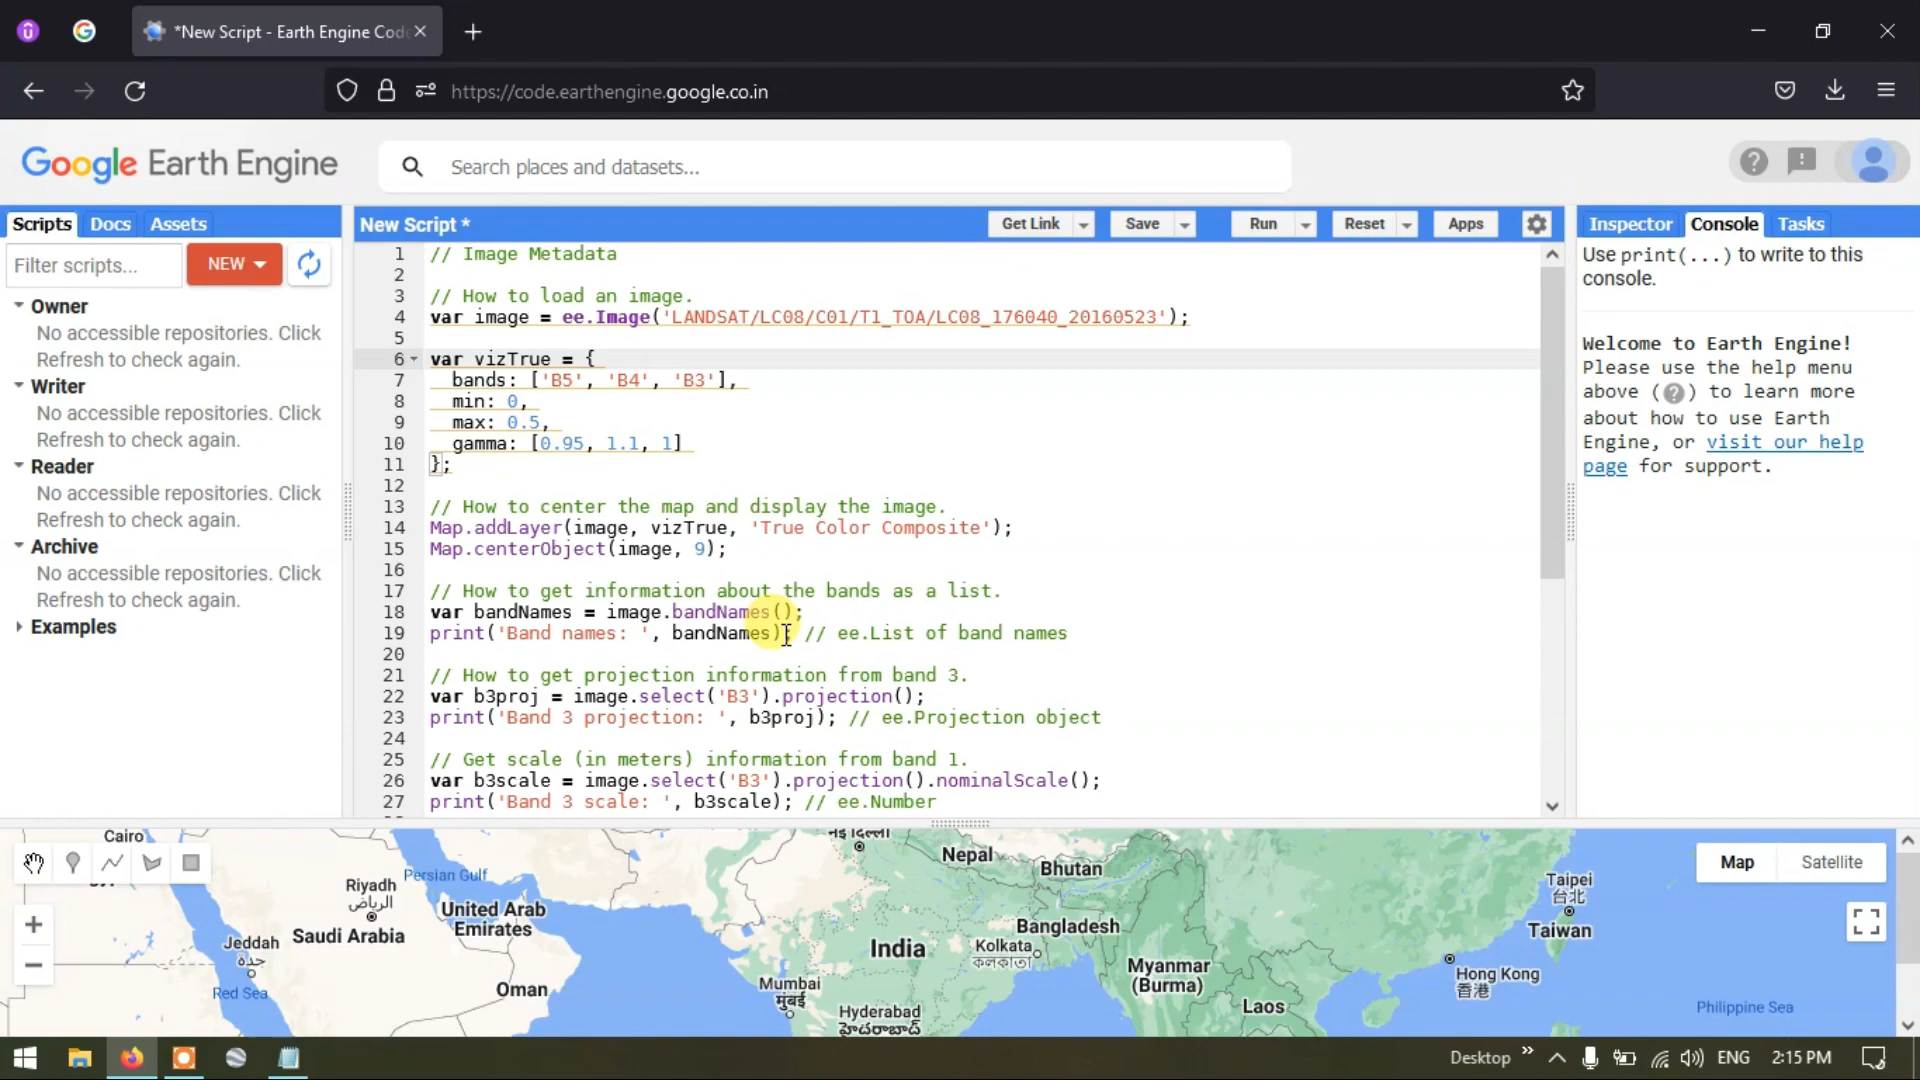 *New Script - Earth Engine Code
https://code.earthengine.google.co.in
Google Earth Engine
Search places and datasets...
Scripts Docs Assets
Filter scripts... NEW
Owner
No accessible repositories. Click
Refresh to check again.
Writer
No accessible repositories. Click
Refresh to check again.
Reader
No accessible repositories. Click
Refresh to check again.
Archive
No accessible repositories. Click
Refresh to check again.
Examples
New Script * Get Link Save Run Reset Apps
1 // Image Metadata
2
3 // How to load an image.
4 var image = ee.Image('LANDSAT/LC08/C01/T1_TOA/LC08_176040_20160523');
5
6 var vizTrue = {
7 bands: ['B5', 'B4', 'B3'],
8 min: 0,
9 max: 0.5,
10 gamma: [0.95, 1.1, 1]
11 };
12
13 // How to center the map and display the image.
14 Map.addLayer(image, vizTrue, 'True Color Composite');
15 Map.centerObject(image, 9);
16
17 // How to get information about the bands as a list.
18 var bandNames = image.bandNames();
19 print('Band names: ', bandNames); // ee.List of band names
20
21 // How to get projection information from band 3.
22 var b3proj = image.select('B3').projection();
23 print('Band 3 projection: ', b3proj); // ee.Projection object
24
25 // Get scale (in meters) information from band 1.
26 var b3scale = image.select('B3').projection().nominalScale();
27 print('Band 3 scale: ', b3scale); // ee.Number
Inspector Console Tasks
Use print(...) to write to this
console.
Welcome to Earth Engine!
Please use the help menu
above (?) to learn more
about how to use Earth
Engine, or visit our help
page for support.
Cairo
Riyadh
الرياض
Persian Gulf
United Arab
Emirates
Saudi Arabia
Jeddah
جدة
Red Sea
Oman
Nepal
Bhutan
Bangladesh
India
Kolkata
কলকাতা
Mumbai
मुंबई
Hyderabad
హైదరాబాద్
Myanmar
(Burma)
Laos
Taipei
台北
Taiwan
Hong Kong
香港
Philippine Sea
Map Satellite
Desktop ENG 2:15 PM